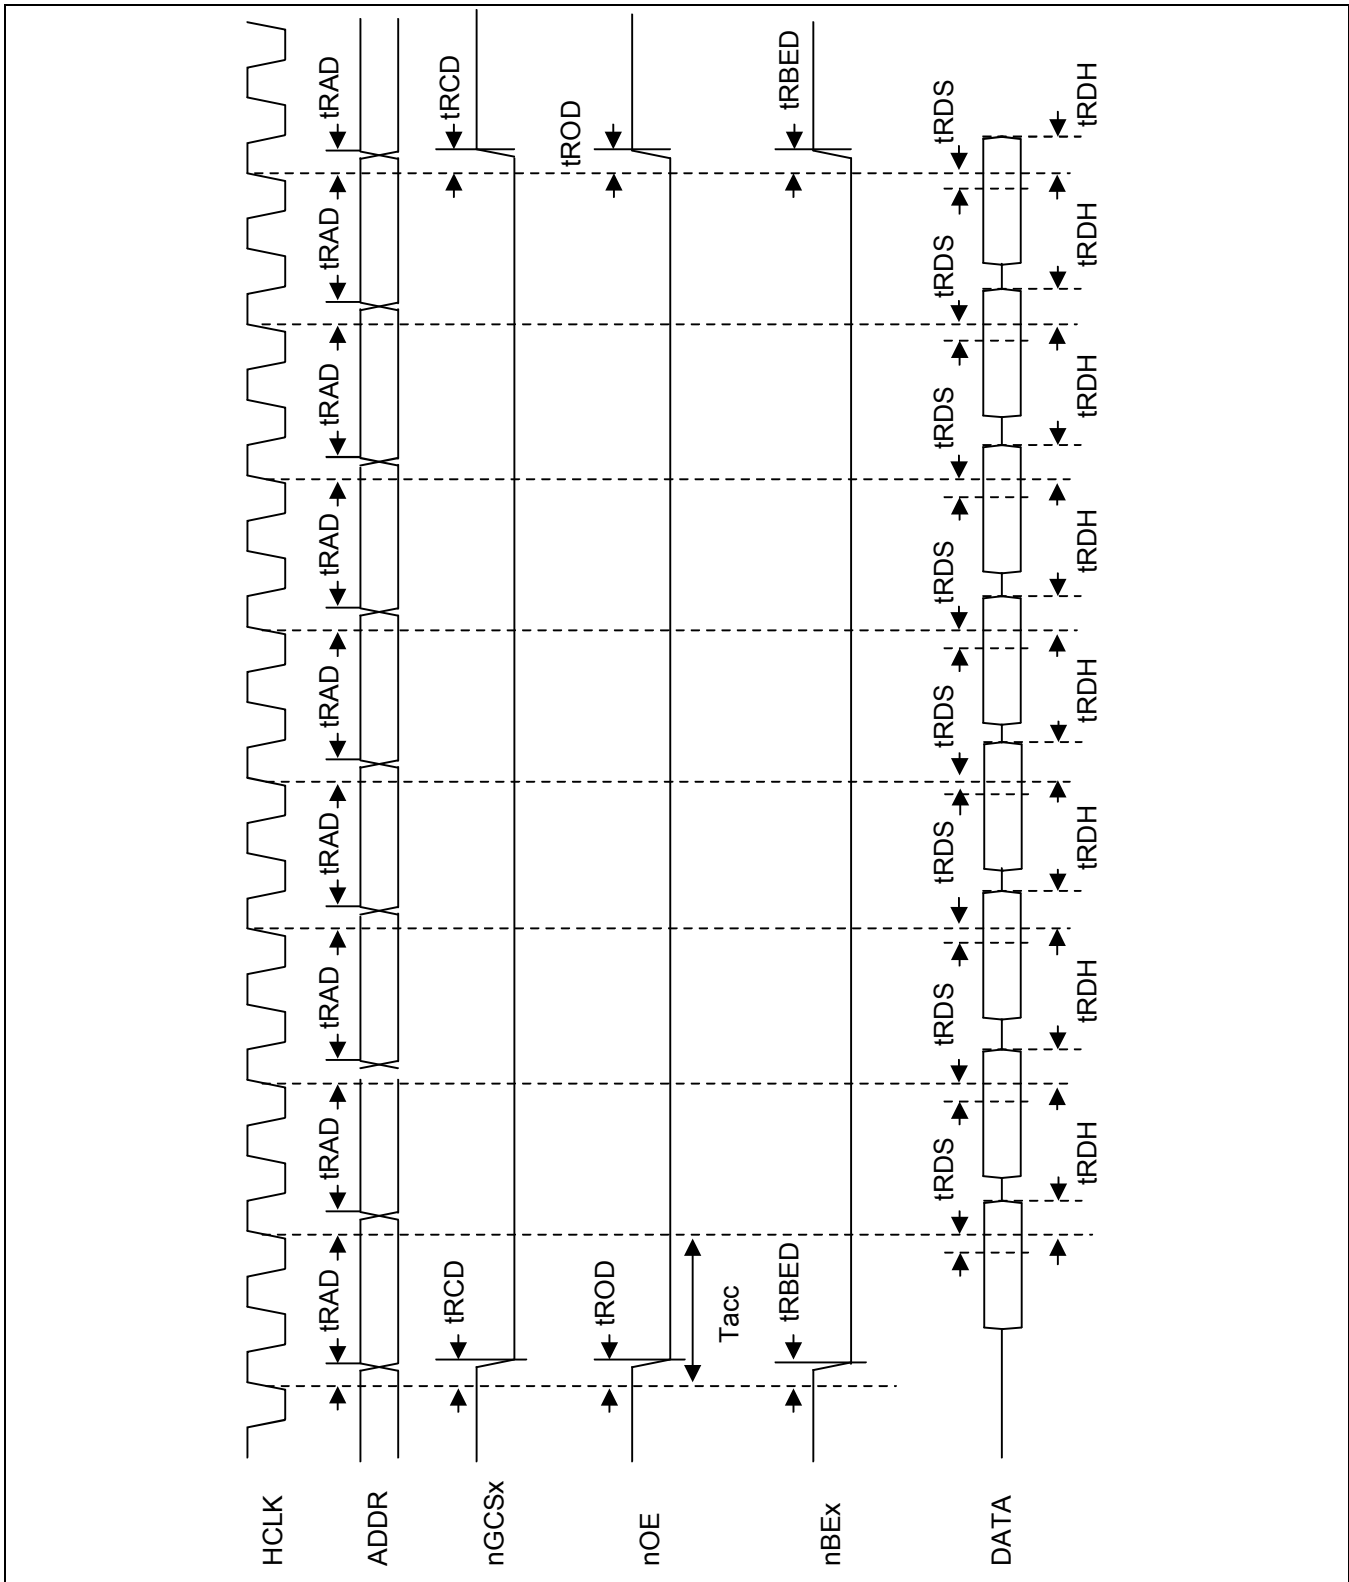 HCLK
tRAD tRAD tRAD tRAD tRAD tRAD tRAD tRAD tRAD
ADDR
tRCD tRCD
nGCSx
tROD tROD
nOE
Tacc
tRBED tRBED
nBEx
tRDS tRDS tRDS tRDS tRDS tRDS tRDS tRDS
DATA
tRDH tRDH tRDH tRDH tRDH tRDH tRDH tRDH